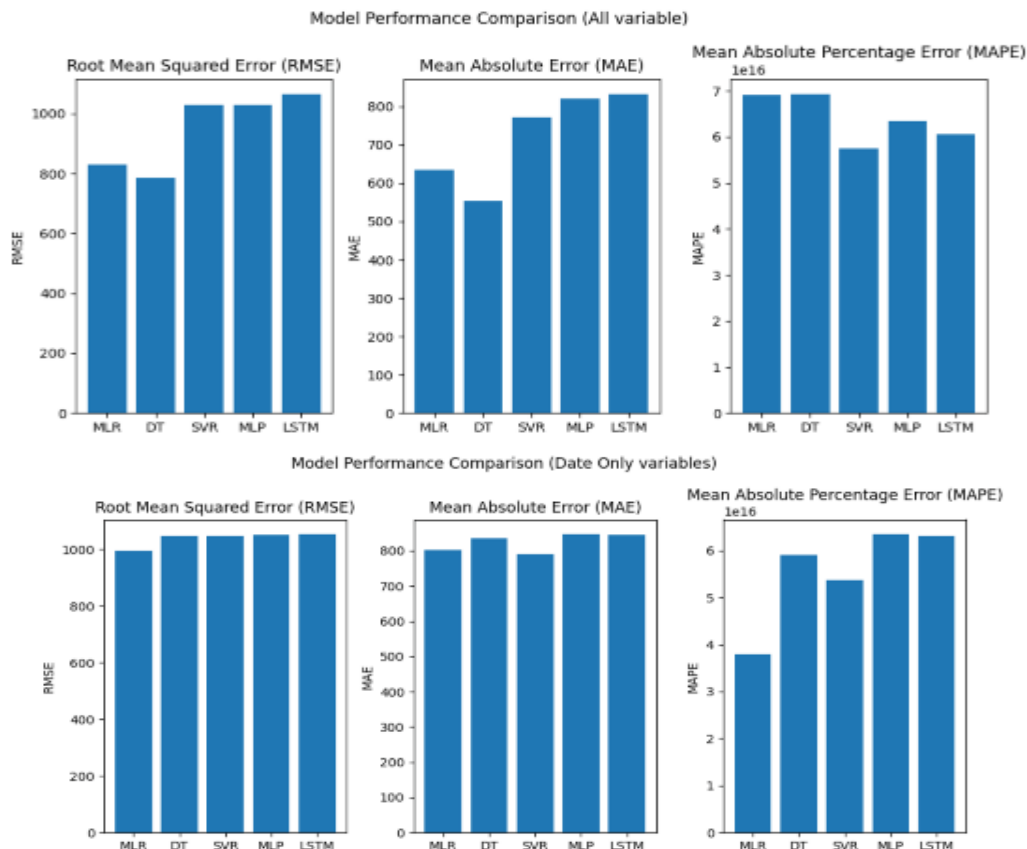 Model Performance Comparison (All variable)
Root Mean Squared Error (RMSE)
Mean Absolute Error (MAE)
Mean Absolute Percentage Error (MAPE)
1e16
RMSE
1000
800
600
400
200
0
MLR DT SVR MLP LSTM
MAE
800
700
600
500
400
300
200
100
0
MLR DT SVR MLP LSTM
MAPE
7
6
5
4
3
2
1
0
MLR DT SVR MLP LSTM
Model Performance Comparison (Date Only variables)
Root Mean Squared Error (RMSE)
Mean Absolute Error (MAE)
Mean Absolute Percentage Error (MAPE)
1e16
RMSE
1000
800
600
400
200
0
MLR DT SVR MLP LSTM
MAE
800
700
600
500
400
300
200
100
0
MLR DT SVR MLP LSTM
MAPE
6
5
4
3
2
1
0
MLR DT SVR MLP LSTM